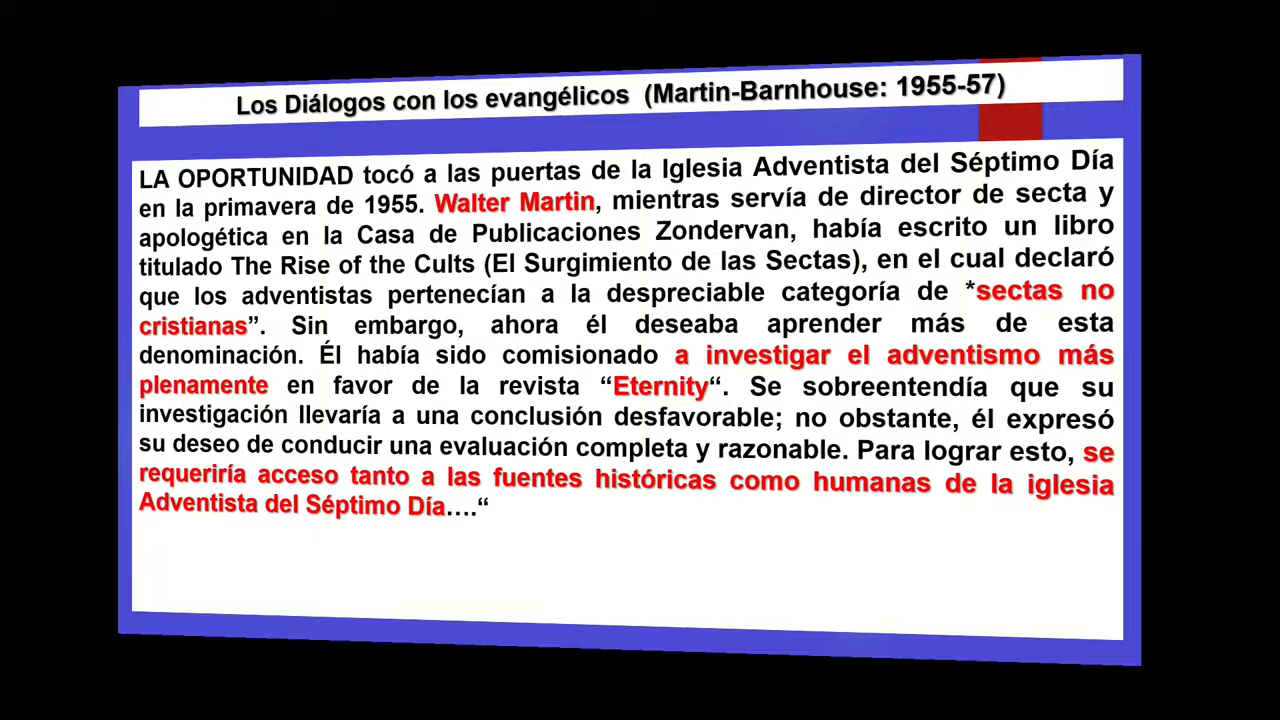 Los Diálogos con los evangélicos (Martin-Barnhouse: 1955-57)
LA OPORTUNIDAD tocó a las puertas de la Iglesia Adventista del Séptimo Día
en la primavera de 1955. Walter Martin, mientras servía de director de secta y
apologética en la Casa de Publicaciones Zondervan, había escrito un libro
titulado The Rise of the Cults (El Surgimiento de las Sectas), en el cual declaró
que los adventistas pertenecían a la despreciable categoría de *sectas no
cristianas”. Sin embargo, ahora él deseaba aprender más de esta
denominación. Él había sido comisionado a investigar el adventismo más
plenamente en favor de la revista “Eternity“. Se sobreentendía que su
investigación llevaría a una conclusión desfavorable; no obstante, él expresó
su deseo de conducir una evaluación completa y razonable. Para lograr esto, se
requeriría acceso tanto a las fuentes históricas como humanas de la iglesia
Adventista del Séptimo Día….“